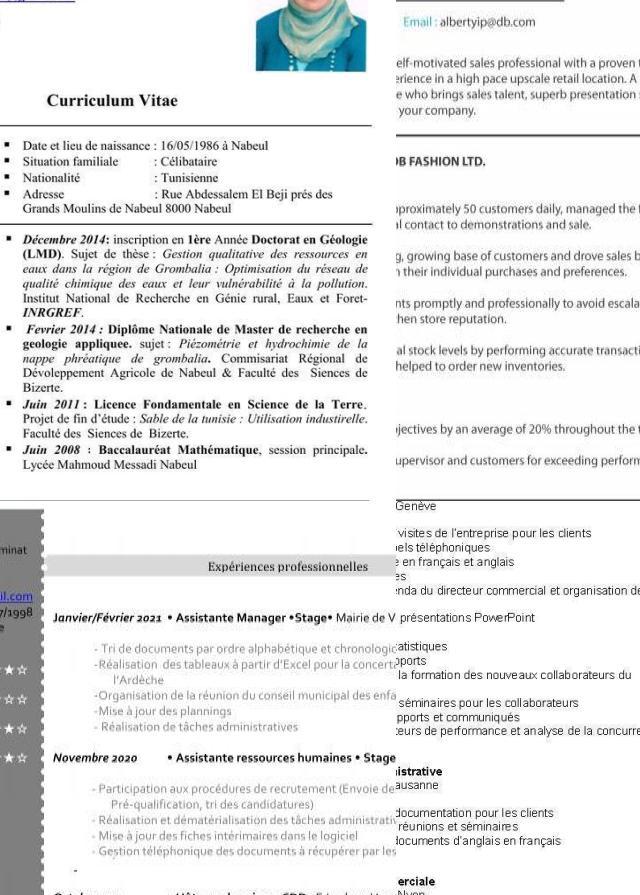 Curriculum Vitae
Date et lieu de naissance : 16/05/1986 à Nabeul
Situation familiale : Célibataire
Nationalité : Tunisienne
Adresse : Rue Abdessalem El Beji prés des
Grands Moulins de Nabeul 8000 Nabeul
Décembre 2014: inscription en 1ère Année Doctorat en Géologie
(LMD). Sujet de thèse : Gestion qualitative des ressources en
eaux dans la région de Grombalia : Optimisation du réseau de
qualité chimique des eaux et leur vulnérabilité à la pollution.
Institut National de Recherche en Génie rural, Eaux et Foret-
INRGREF.
Fevrier 2014 : Diplôme Nationale de Master de recherche en
geologie appliquee. sujet : Piézométrie et hydrochimie de la
nappe phréatique de grombalia. Commisariat Régional de
Dévoloppement Agricole de Nabeul & Faculté des Siences de
Bizerte.
Juin 2011 : Licence Fondamentale en Science de la Terre.
Projet de fin d'étude : Sable de la tunisie : Utilisation industirelle.
Faculté des Siences de Bizerte.
Juin 2008 : Baccalauréat Mathématique, session principale.
Lycée Mahmoud Messadi Nabeul
Email : albertyip@db.com
elf-motivated sales professional with a proven
erience in a high pace upscale retail location. A
e who brings sales talent, superb presentation
your company.
OB FASHION LTD.
pproximately 50 customers daily, managed the
al contact to demonstrations and sale.
g, growing base of customers and drove sales b
n their individual purchases and preferences.
nts promptly and professionally to avoid escala
hen store reputation.
al stock levels by performing accurate transacti
helped to order new inventories.
jectives by an average of 20% throughout the
upervisor and customers for exceeding perform
minat
il.com
7/1998
e
Expériences professionnelles
Janvier/Février 2021 • Assistante Manager •Stage• Mairie de V
- Tri de documents par ordre alphabétique et chronologic
-Réalisation des tableaux à partir d'Excel pour la concerta
l'Ardèche
-Organisation de la réunion du conseil municipal des enfa
-Mise à jour des plannings
- Réalisation de tâches administratives
Novembre 2020 • Assistante ressources humaines • Stage
- Participation aux procédures de recrutement (Envoie de
Pré-qualification, tri des candidatures)
- Réalisation et dématérialisation des tâches administrativ
- Mise à jour des fiches intérimaires dans le logiciel
- Gestion téléphonique des documents à récupérer par les
-
Genève
visites de l'entreprise pour les clients
pels téléphoniques
e en français et anglais
es
nda du directeur commercial et organisation de
présentations PowerPoint
atistiques
pports
la formation des nouveaux collaborateurs du
séminaires pour les collaborateurs
pports et communiqués
teurs de performance et analyse de la concurre
istrative
ausanne
documentation pour les clients
réunions et séminaires
documents d'anglais en français
erciale
Nyon